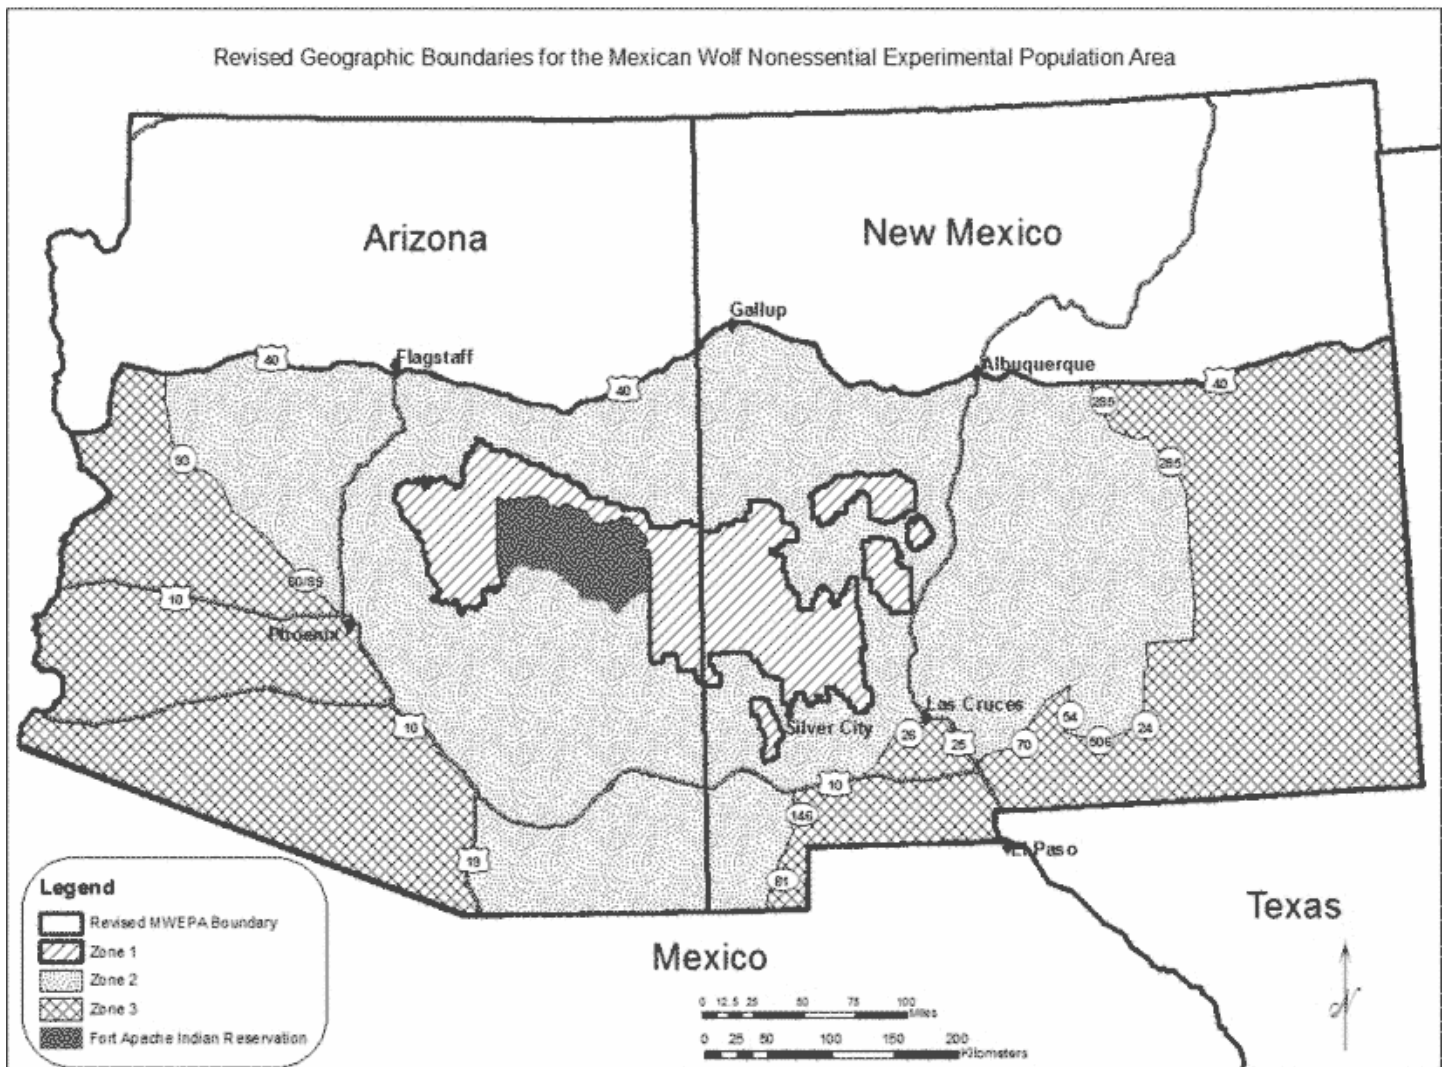 Revised Geographic Boundaries for the Mexican Wolf Nonessential Experimental Population Area
Arizona
New Mexico
Gallup
40
Flagstaff
40
Albuquerque
40
285
93
285
60/89
10
Phoenix
10
Silver City
26
Las Cruces
25
70
54
506
24
10
146
19
81
El Paso
Texas
Mexico
Legend
Revised MWEPA Boundary
Zone 1
Zone 2
Zone 3
Fort Apache Indian Reservation
0 12.5 25 50 75 100
Miles
0 25 50 100 150 200
Kilometers
N